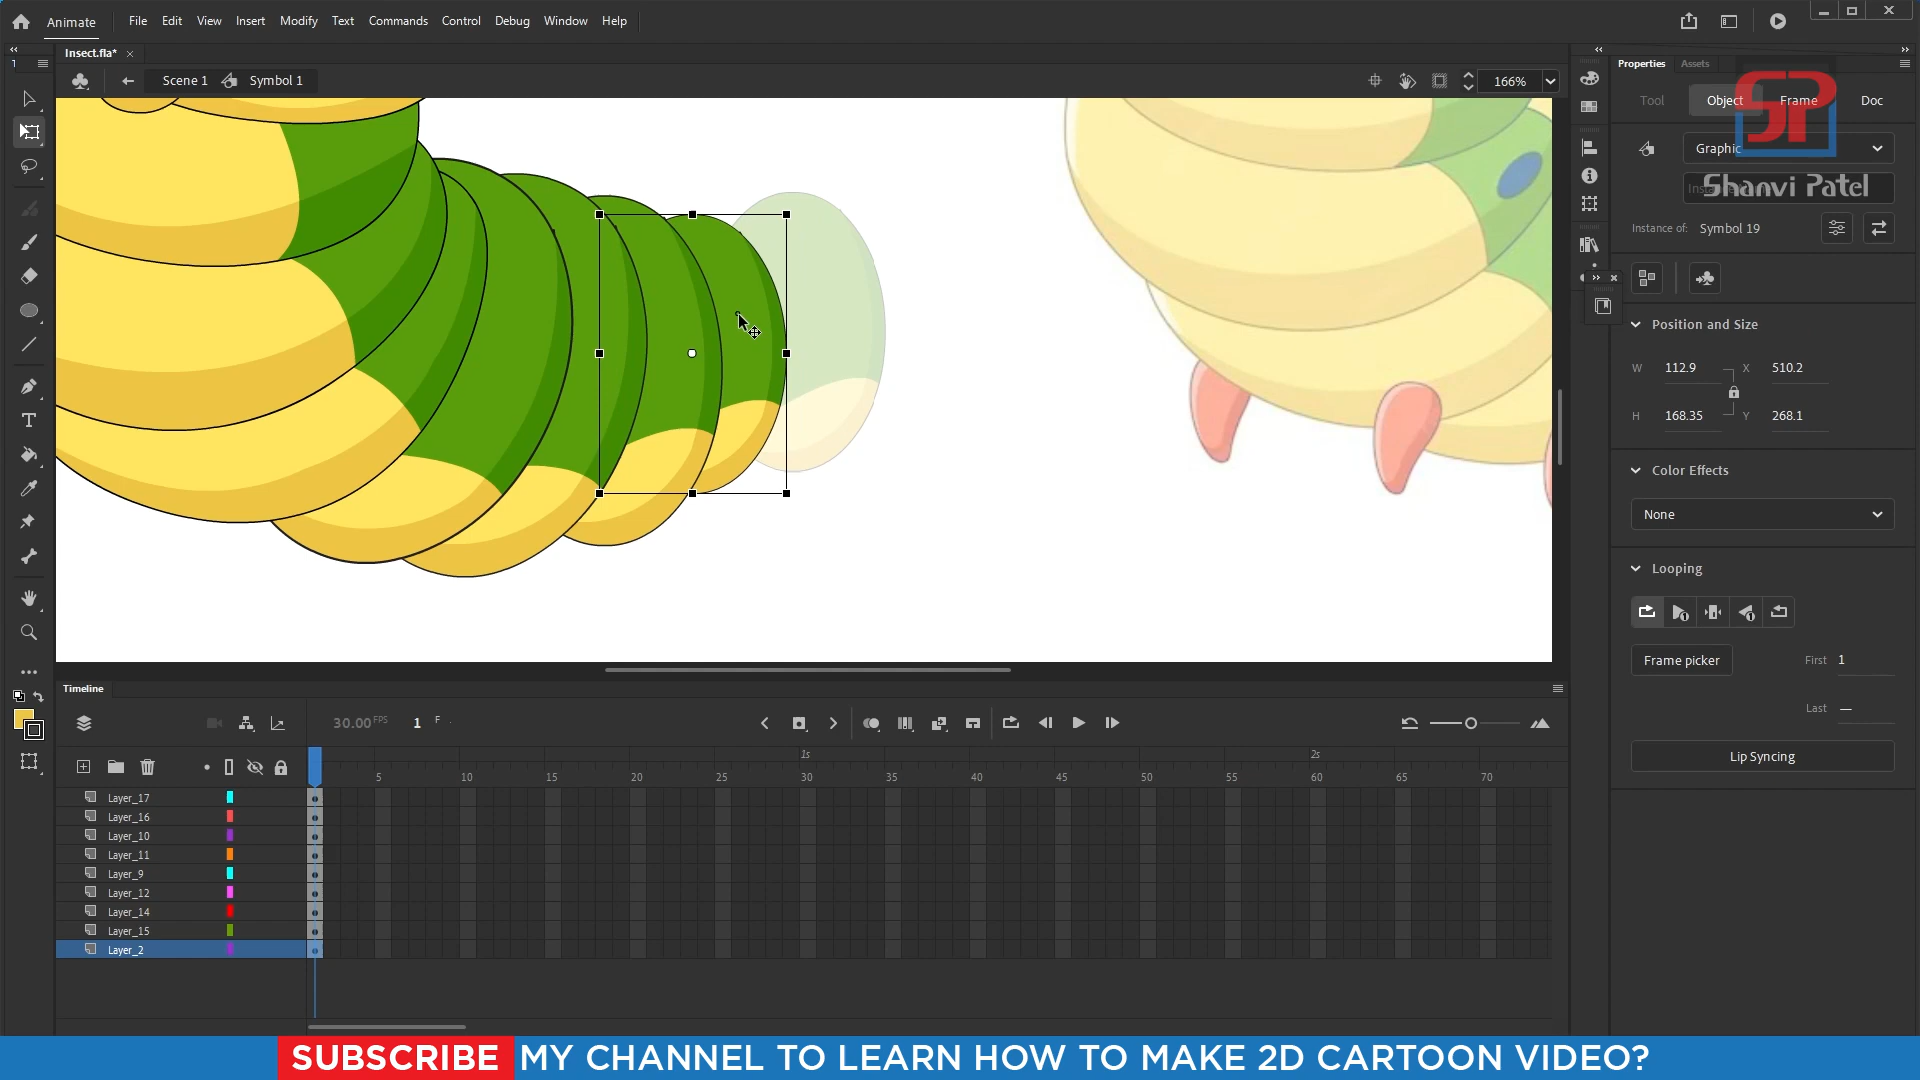 Animate File Edit View Insert Modify Text Commands Control Debug Window Help
Insect.fla*
Scene 1 Symbol 1 166%
Properties Assets
Tool Object Frame Doc
SP
Graphic
Shanvi Patel
Instance of: Symbol 19
Position and Size
W 112.9 X 510.2
H 168.35 Y 268.1
Color Effects
None
Looping
Frame picker First 1
Last —
Lip Syncing
Timeline
30.00 FPS 1 F
1s 2s
5 10 15 20 25 30 35 40 45 50 55 60 65 70
Layer_17
Layer_16
Layer_10
Layer_11
Layer_9
Layer_12
Layer_14
Layer_15
Layer_2
SUBSCRIBE MY CHANNEL TO LEARN HOW TO MAKE 2D CARTOON VIDEO?